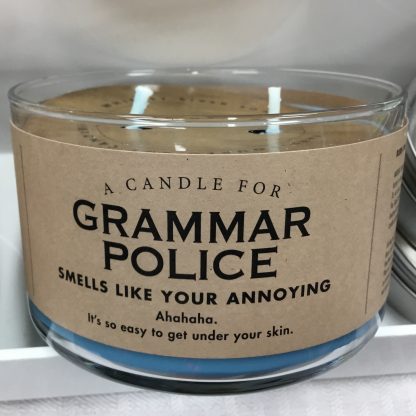 A CANDLE FOR
GRAMMAR
POLICE
SMELLS LIKE YOUR ANNOYING
Ahahaha.
It's so easy to get under your skin.